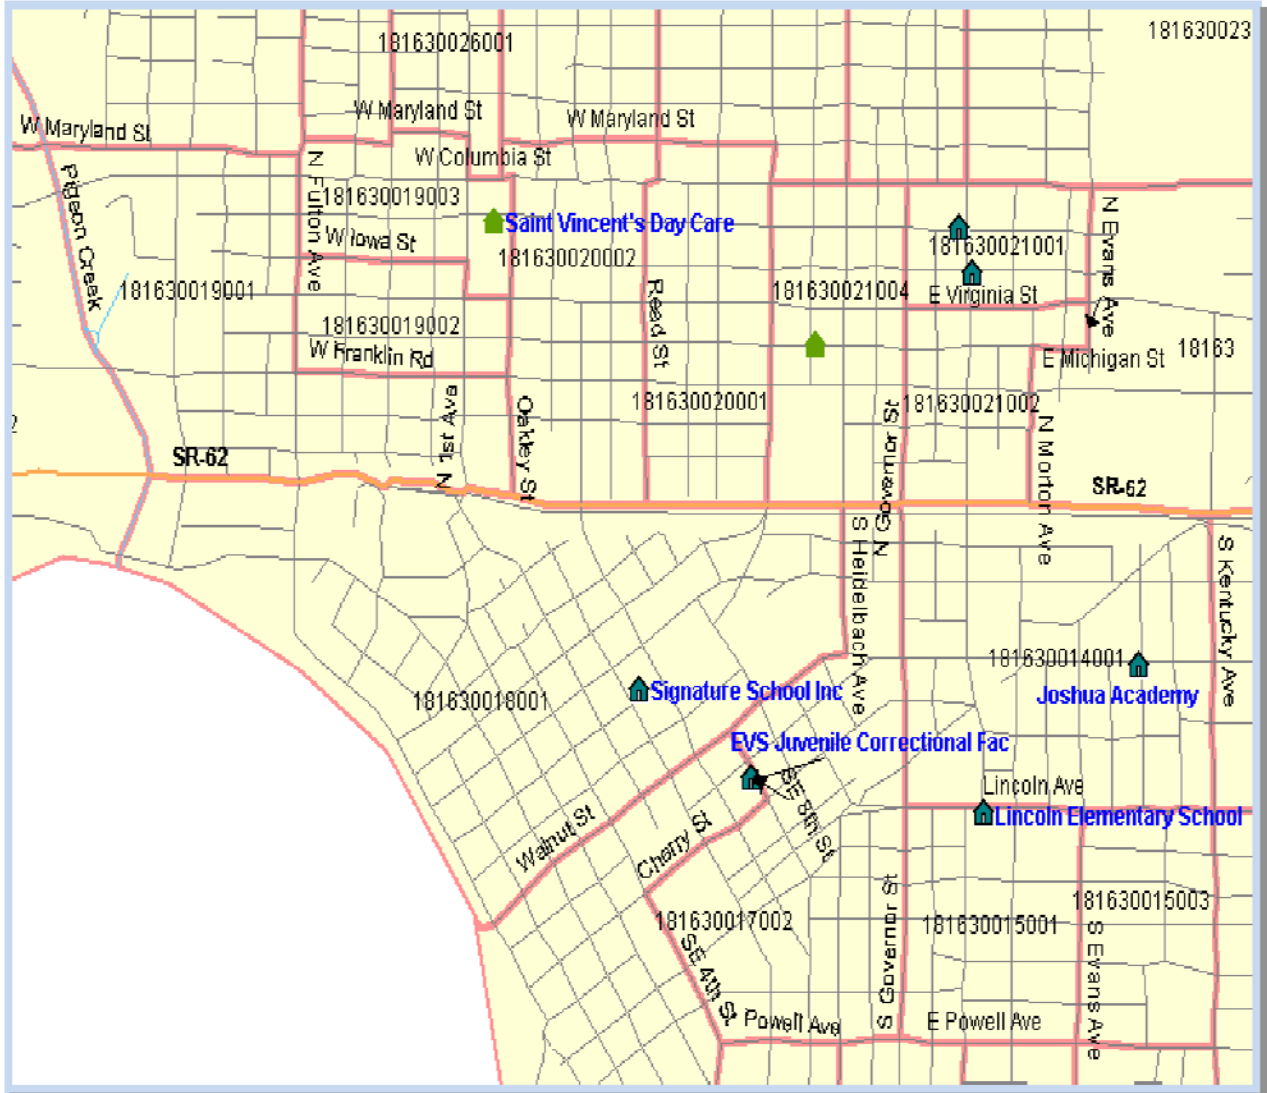 181630023
181630026001
W Maryland St
W Maryland St
W Maryland St
W Columbia St
Pigeon Creek
N Fulton Ave
181630019003
Saint Vincent's Day Care
N Evans Ave
W Iowa St
181630020002
181630021001
181630019001
Reed St
181630021004
E Virginia St
181630019002
W Franklin Rd
E Michigan St
18163
N 1st Ave
Oakley St
181630020001
N Governor St
181630021002
N Morton Ave
2
SR-62
SR-62
S Heidelbach Ave
S Kentucky Ave
181630014001
181630018001
Signature School Inc
Joshua Academy
EVS Juvenile Correctional Fac
SE 8th St
Lincoln Ave
Lincoln Elementary School
Walnut St
Cherry St
181630017002
S Governor St
181630015001
181630015003
SE 4th St
S Evans Ave
Powell Ave
E Powell Ave